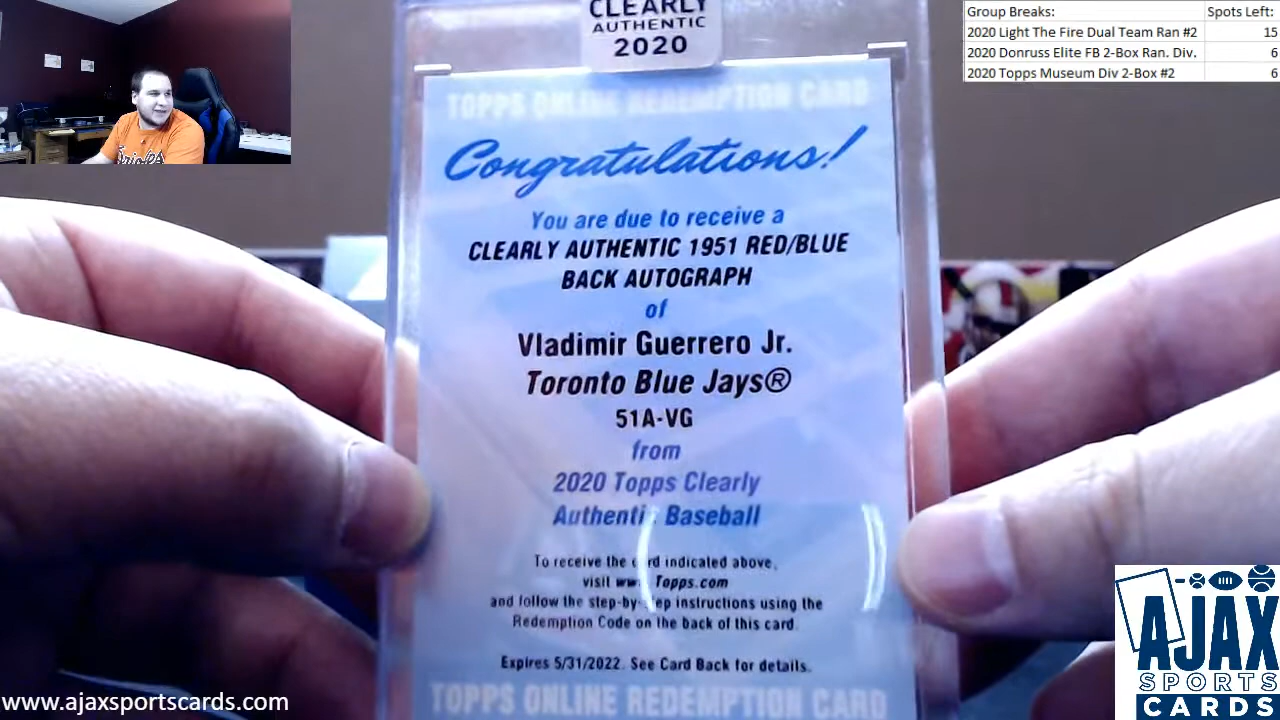 CLEARLY
AUTHENTIC
2020
TOPPS ONLINE REDEMPTION CARD
Congratulations!
You are due to receive a
CLEARLY AUTHENTIC 1951 RED/BLUE
BACK AUTOGRAPH
of
Vladimir Guerrero Jr.
Toronto Blue Jays®
51A-VG
from
2020 Topps Clearly
Authentic Baseball
To receive the card indicated above,
visit www.Topps.com
and follow the step-by-step instructions using the
Redemption Code on the back of this card.
Expires 5/31/2022. See Card Back for details.
TOPPS ONLINE REDEMPTION CARD
Group Breaks: Spots Left:
2020 Light The Fire Dual Team Ran #2 15
2020 Donruss Elite FB 2-Box Ran. Div. 6
2020 Topps Museum Div 2-Box #2 6
www.ajaxsportscards.com
AJAX
SPORTS
CARDS